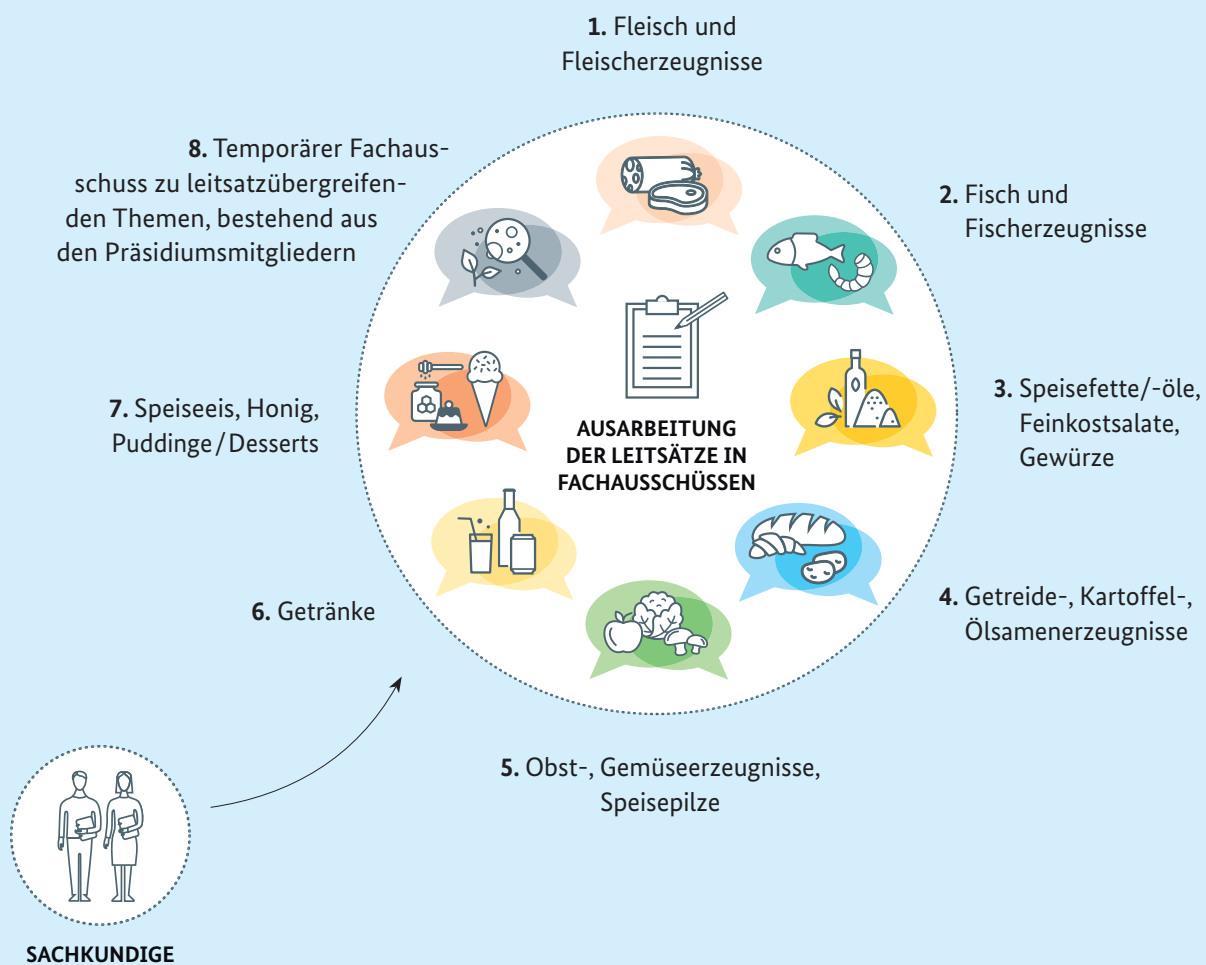 1. Fleisch und
Fleischerzeugnisse
2. Fisch und
Fischerzeugnisse
3. Speisefette/-öle,
Feinkostsalate,
Gewürze
4. Getreide-, Kartoffel-,
Ölsamenerzeugnisse
5. Obst-, Gemüseerzeugnisse,
Speisepilze
6. Getränke
7. Speiseeis, Honig,
Puddinge/Desserts
8. Temporärer Fachaus-
schuss zu leitsatzübergreifen-
den Themen, bestehend aus
den Präsidiumsmitgliedern
AUSARBEITUNG
DER LEITSÄTZE IN
FACHAUSSCHÜSSEN
SACHKUNDIGE